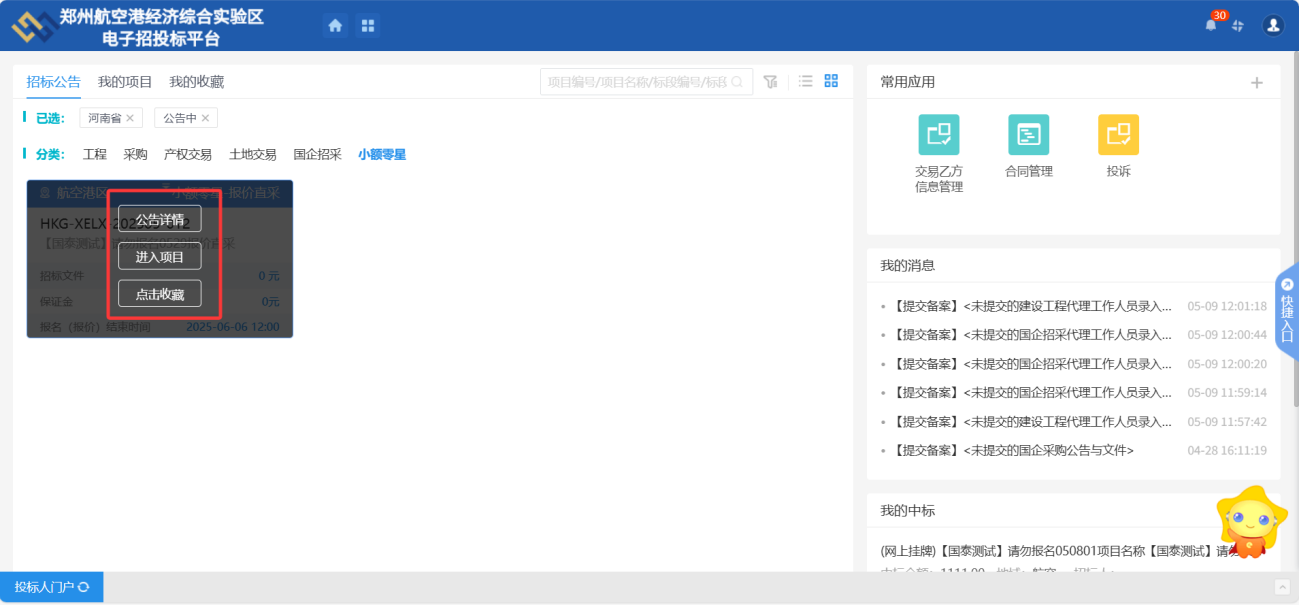 郑州航空港经济综合实验区
电子招投标平台
30
招标公告 我的项目 我的收藏
项目编号/项目名称/标段编号/标段
已选： 河南省 × 公告中 ×
分类： 工程 采购 产权交易 土地交易 国企招采 小额零星
航空港区 小额零星-报价直采
公告详情
进入项目
【国泰测试】请勿报名0529报价直采
点击收藏
招标文件 0 元
保证金 0元
报名（报价）结束时间 2025-06-06 12:00
常用应用
交易乙方
信息管理
合同管理
投诉
我的消息
【提交备案】<未提交的建设工程代理工作人员录入... 05-09 12:01:18
【提交备案】<未提交的国企招采代理工作人员录入... 05-09 12:00:44
【提交备案】<未提交的国企招采代理工作人员录入... 05-09 12:00:20
【提交备案】<未提交的国企招采代理工作人员录入... 05-09 11:59:14
【提交备案】<未提交的建设工程代理工作人员录入... 05-09 11:57:42
【提交备案】<未提交的国企采购公告与文件> 04-28 16:11:19
快捷入口
我的中标
(网上挂牌)【国泰测试】请勿报名050801项目名称【国泰测试】请勿
投标人门户